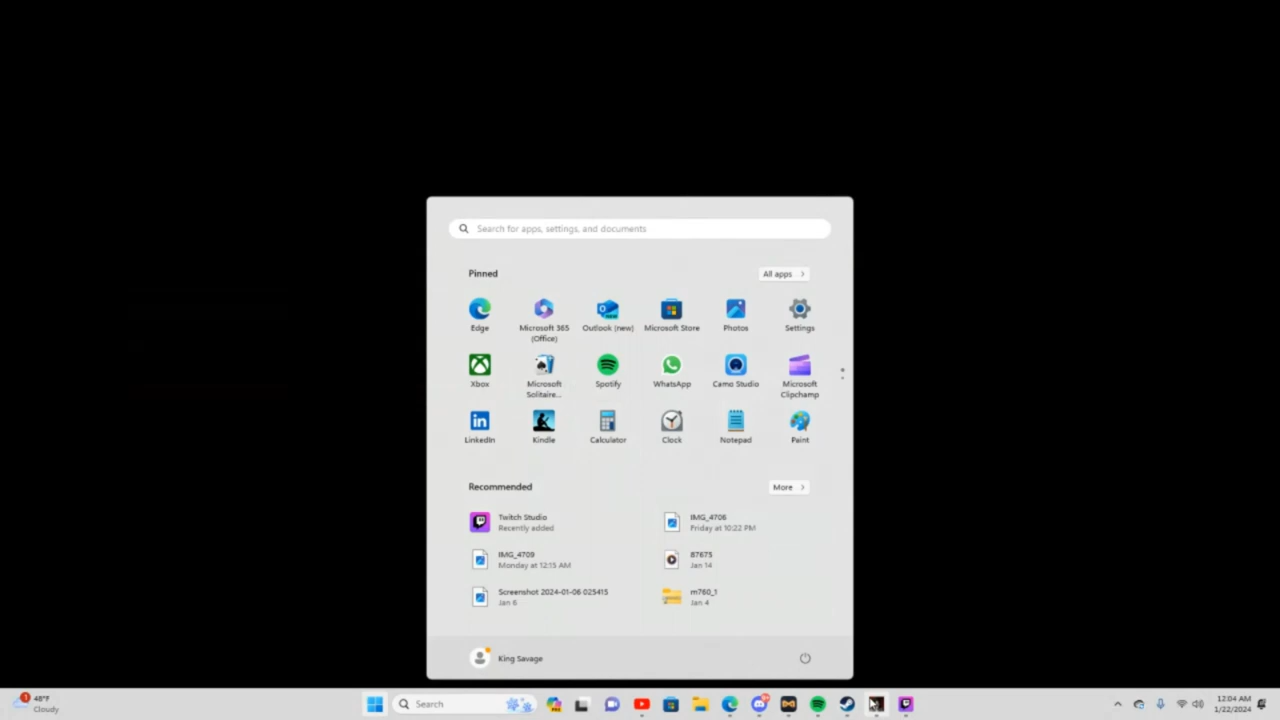 Search for apps, settings, and documents
Pinned
All apps
Edge
Microsoft 365 (Office)
Outlook (new)
Microsoft Store
Photos
Settings
Xbox
Microsoft Solitaire...
Spotify
WhatsApp
Camo Studio
Microsoft Clipchamp
LinkedIn
Kindle
Calculator
Clock
Notepad
Paint
Recommended
More
Twitch Studio
Recently added
IMG_4706
Friday at 10:22 PM
IMG_4709
Monday at 12:15 AM
87675
Jan 14
Screenshot 2024-01-06 025415
Jan 6
m760_1
Jan 4
King Savage
1
48°F
Cloudy
Search
12:04 AM
1/22/2024